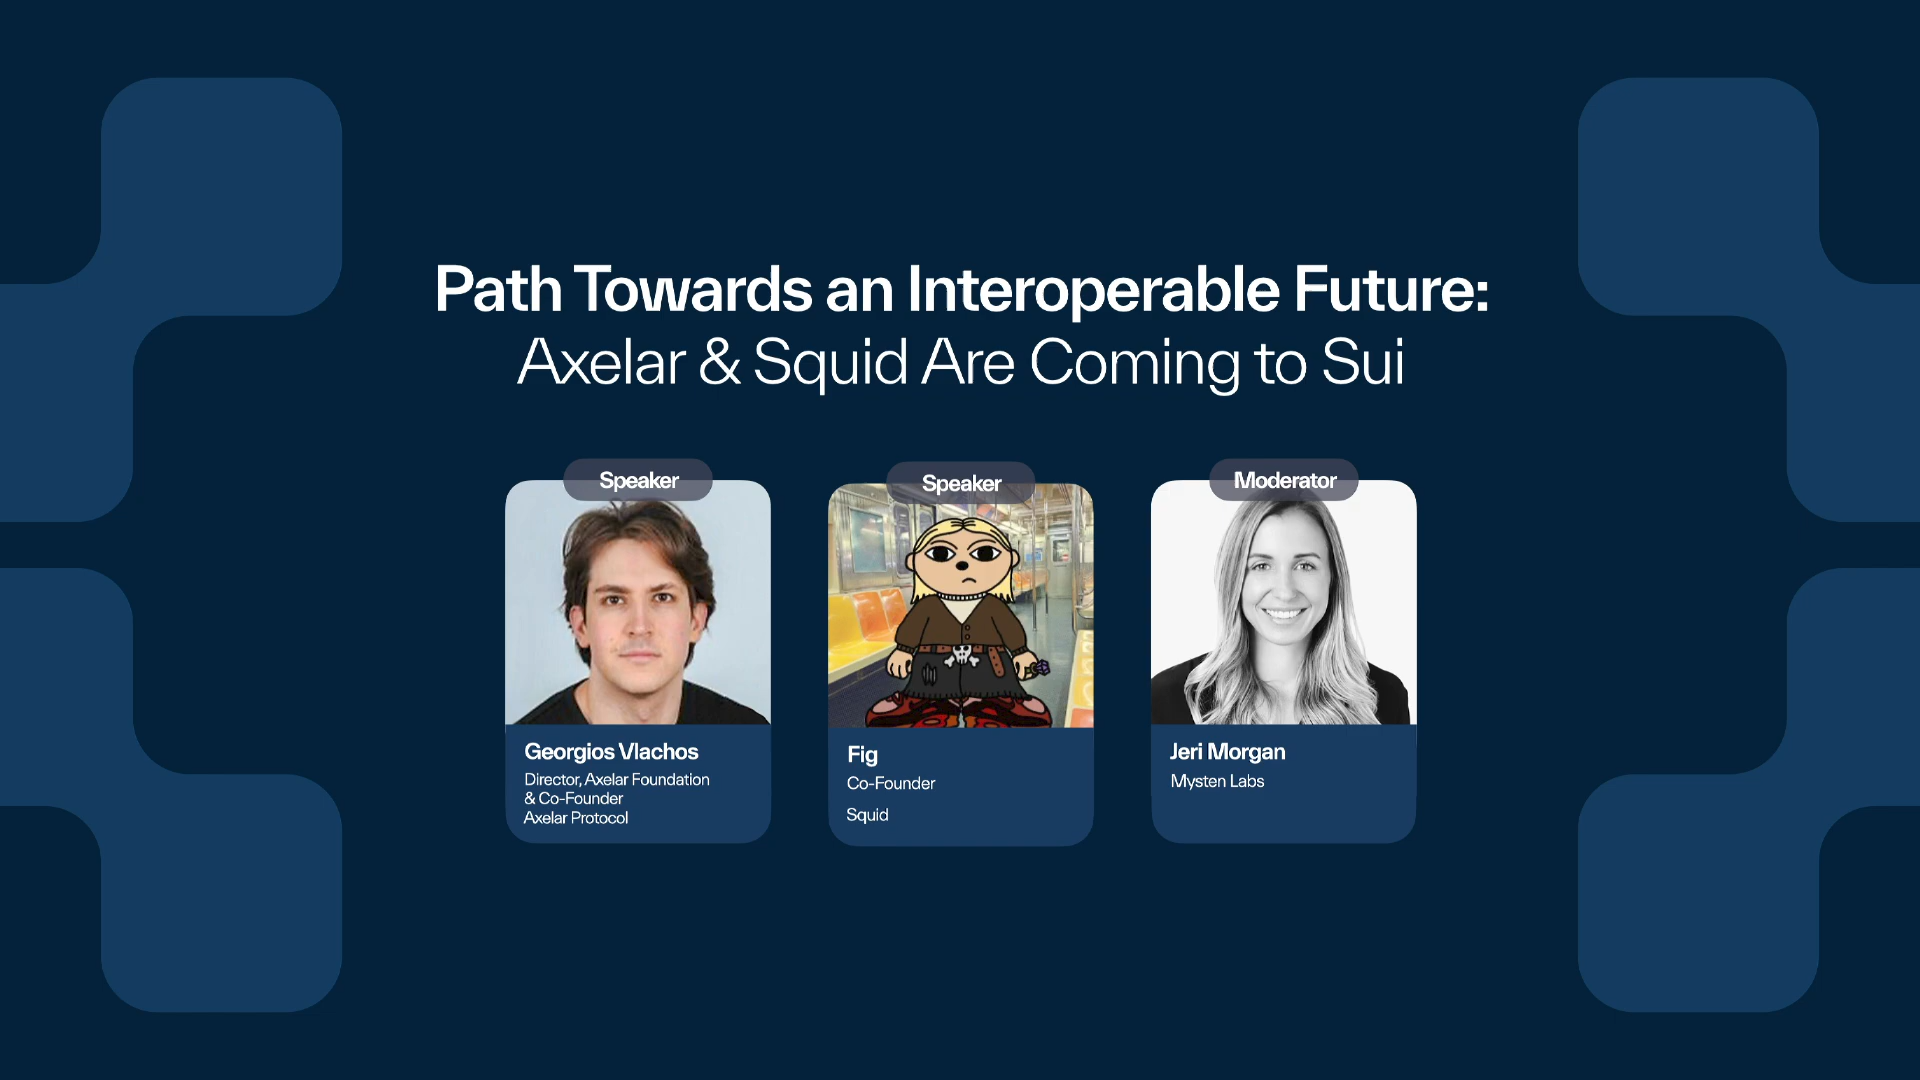 Path Towards an Interoperable Future:
Axelar & Squid Are Coming to Sui
Speaker
Georgios Vlachos
Director, Axelar Foundation
& Co-Founder
Axelar Protocol
Speaker
Fig
Co-Founder
Squid
Moderator
Jeri Morgan
Mysten Labs